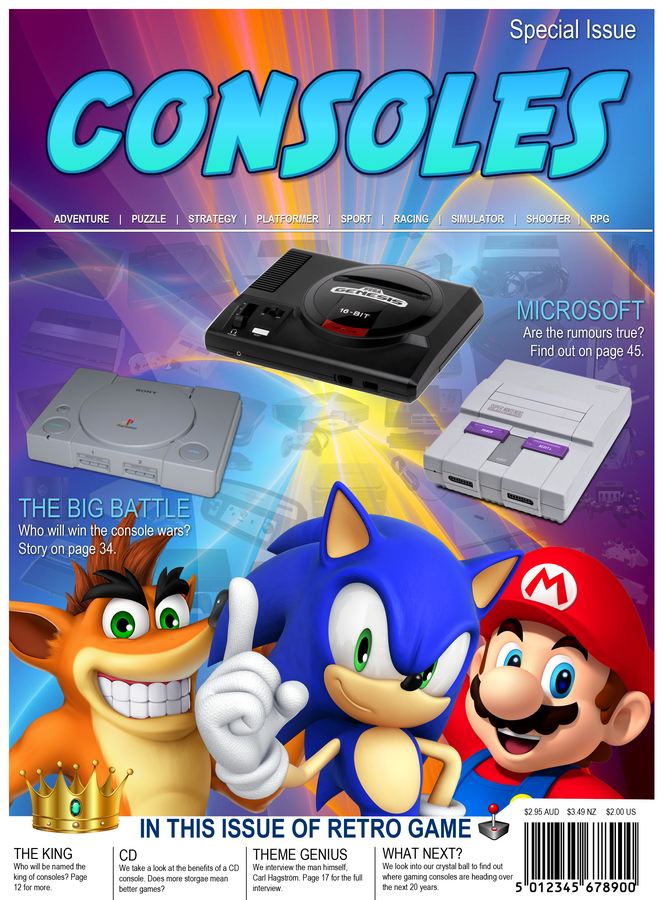 Special Issue
CONSOLES
ADVENTURE | PUZZLE | STRATEGY | PLATFORMER | SPORT | RACING | SIMULATOR | SHOOTER | RPG
SEGA
GENESIS
16-BIT
MICROSOFT
Are the rumours true?
Find out on page 45.
SONY
SUPER NINTENDO
POWER
RESET
THE BIG BATTLE
Who will win the console wars?
Story on page 34.
M
IN THIS ISSUE OF RETRO GAME
$2.95 AUD $3.49 NZ $2.00 US
THE KING
Who will be named the
king of consoles? Page
12 for more.
CD
We take a look at the benefits of a CD
console. Does more storgae mean
better games?
THEME GENIUS
We interview the man himself,
Carl Hagström. Page 17 for the full
interview.
WHAT NEXT?
We look into our crystal ball to find out
where gaming consoles are heading over
the next 20 years.
5 012345 678900